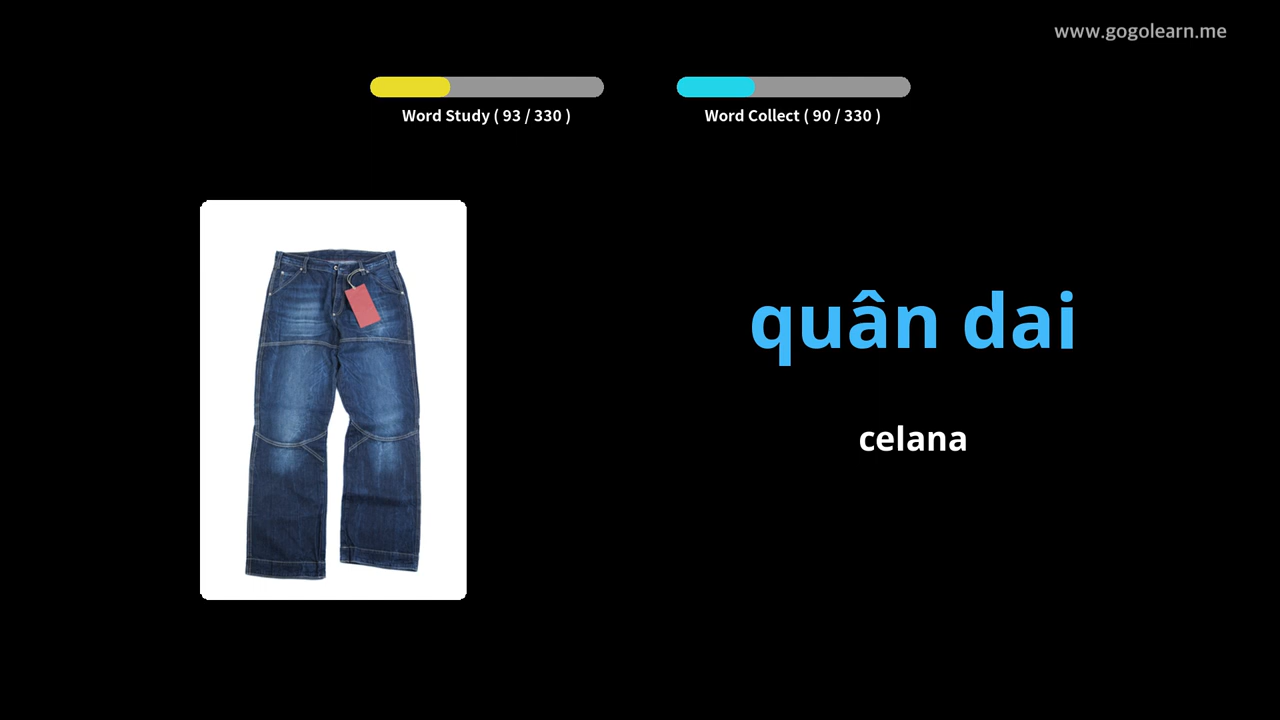 www.gogolearn.me
Word Study ( 93 / 330 )
Word Collect ( 90 / 330 )
quân dai
celana